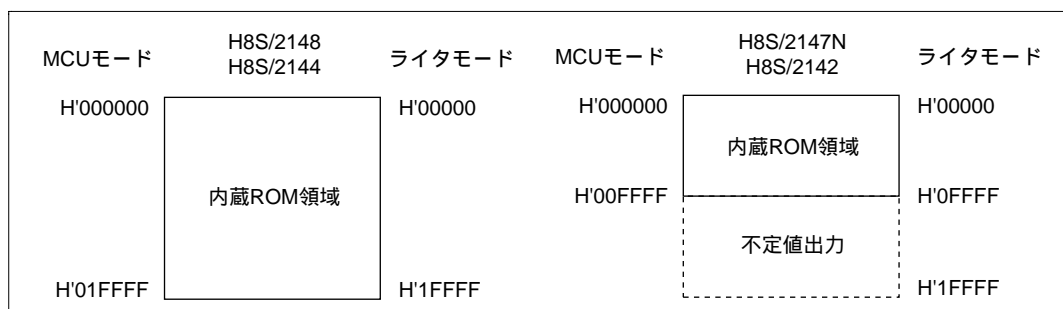 MCUモード
H8S/2148
H8S/2144
ライタモード
H'000000
H'00000
内蔵ROM領域
H'01FFFF
H'1FFFF
MCUモード
H8S/2147N
H8S/2142
ライタモード
H'000000
H'00000
内蔵ROM領域
H'00FFFF
H'0FFFF
不定値出力
H'1FFFF